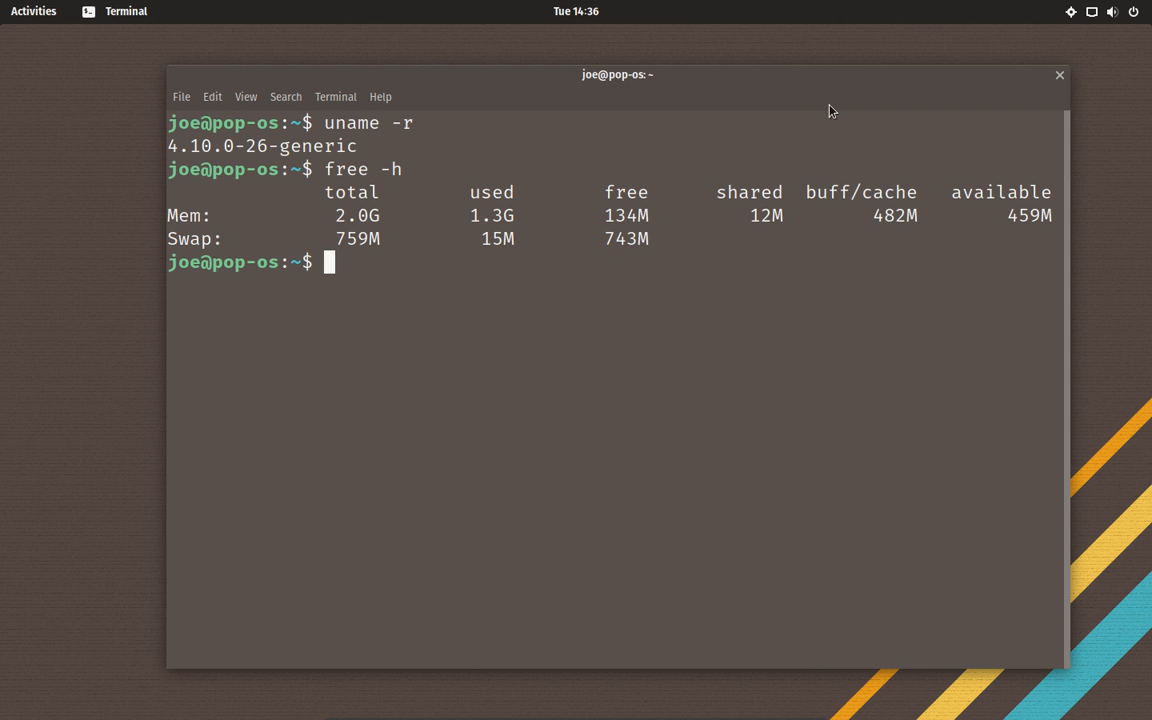 Activities Terminal Tue 14:36
joe@pop-os: ~
File Edit View Search Terminal Help
joe@pop-os:~$ uname -r
4.10.0-26-generic
joe@pop-os:~$ free -h
              total        used        free      shared  buff/cache   available
Mem:           2.0G        1.3G        134M         12M        482M        459M
Swap:          759M         15M        743M
joe@pop-os:~$